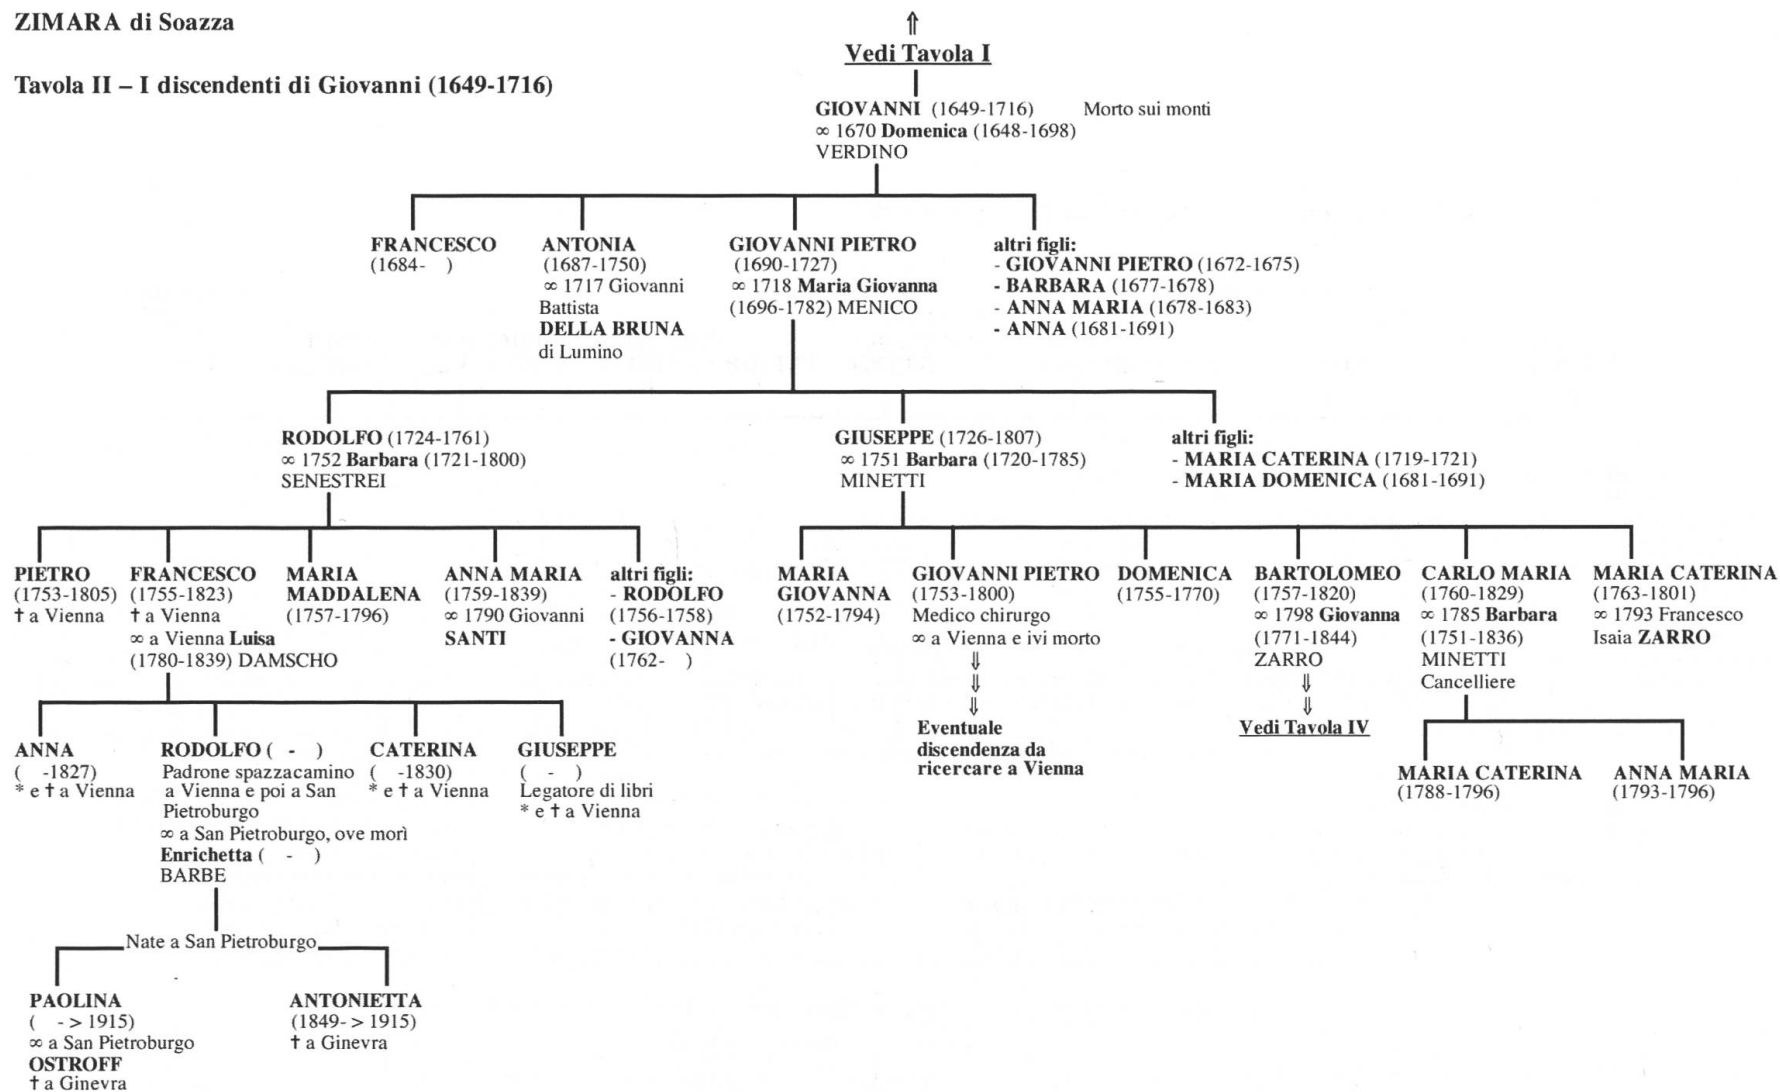 ZIMARA di Soazza
⇑
Vedi Tavola I
Tavola II – I discendenti di Giovanni (1649-1716)
GIOVANNI (1649-1716) Morto sui monti
∞ 1670 Domenica (1648-1698)
VERDINO
FRANCESCO
(1684- )
ANTONIA
(1687-1750)
∞ 1717 Giovanni
Battista
DELLA BRUNA
di Lumino
GIOVANNI PIETRO
(1690-1727)
∞ 1718 Maria Giovanna
(1696-1782) MENICO
altri figli:
- GIOVANNI PIETRO (1672-1675)
- BARBARA (1677-1678)
- ANNA MARIA (1678-1683)
- ANNA (1681-1691)
RODOLFO (1724-1761)
∞ 1752 Barbara (1721-1800)
SENESTREI
GIUSEPPE (1726-1807)
∞ 1751 Barbara (1720-1785)
MINETTI
altri figli:
- MARIA CATERINA (1719-1721)
- MARIA DOMENICA (1681-1691)
PIETRO
(1753-1805)
† a Vienna
FRANCESCO
(1755-1823)
† a Vienna
∞ a Vienna Luisa
(1780-1839) DAMSCHO
MARIA
MADDALENA
(1757-1796)
ANNA MARIA
(1759-1839)
∞ 1790 Giovanni
SANTI
altri figli:
- RODOLFO
(1756-1758)
- GIOVANNA
(1762- )
MARIA
GIOVANNA
(1752-1794)
GIOVANNI PIETRO
(1753-1800)
Medico chirurgo
∞ a Vienna e ivi morto
⇓
⇓
⇓
Eventuale
discendenza da
ricercare a Vienna
DOMENICA
(1755-1770)
BARTOLOMEO
(1757-1820)
∞ 1798 Giovanna
(1771-1844)
ZARRO
⇓
⇓
Vedi Tavola IV
CARLO MARIA
(1760-1829)
∞ 1785 Barbara
(1751-1836)
MINETTI
Cancelliere
MARIA CATERINA
(1763-1801)
∞ 1793 Francesco
Isaia ZARRO
ANNA
( -1827)
* e † a Vienna
RODOLFO ( - )
Padrone spazzacamino
a Vienna e poi a San
Pietroburgo
∞ a San Pietroburgo, ove morì
Enrichetta ( - )
BARBE
CATERINA
( -1830)
* e † a Vienna
GIUSEPPE
( - )
Legatore di libri
* e † a Vienna
MARIA CATERINA
(1788-1796)
ANNA MARIA
(1793-1796)
Nate a San Pietroburgo
PAOLINA
( - > 1915)
∞ a San Pietroburgo
OSTROFF
† a Ginevra
ANTONIETTA
(1849- > 1915)
† a Ginevra